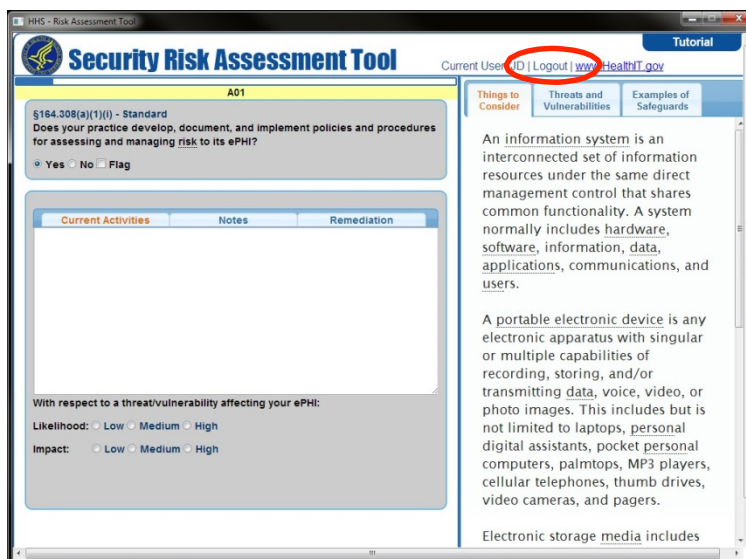 HHS - Risk Assessment Tool
Security Risk Assessment Tool
Tutorial
Current User: JD | Logout | www.HealthIT.gov
A01
§164.308(a)(1)(i) - Standard
Does your practice develop, document, and implement policies and procedures
for assessing and managing risk to its ePHI?
Yes No Flag
Current Activities Notes Remediation
With respect to a threat/vulnerability affecting your ePHI:
Likelihood: Low Medium High
Impact: Low Medium High
Things to
Consider
Threats and
Vulnerabilities
Examples of
Safeguards
An information system is an
interconnected set of information
resources under the same direct
management control that shares
common functionality. A system
normally includes hardware,
software, information, data,
applications, communications, and
users.
A portable electronic device is any
electronic apparatus with singular
or multiple capabilities of
recording, storing, and/or
transmitting data, voice, video, or
photo images. This includes but is
not limited to laptops, personal
digital assistants, pocket personal
computers, palmtops, MP3 players,
cellular telephones, thumb drives,
video cameras, and pagers.
Electronic storage media includes